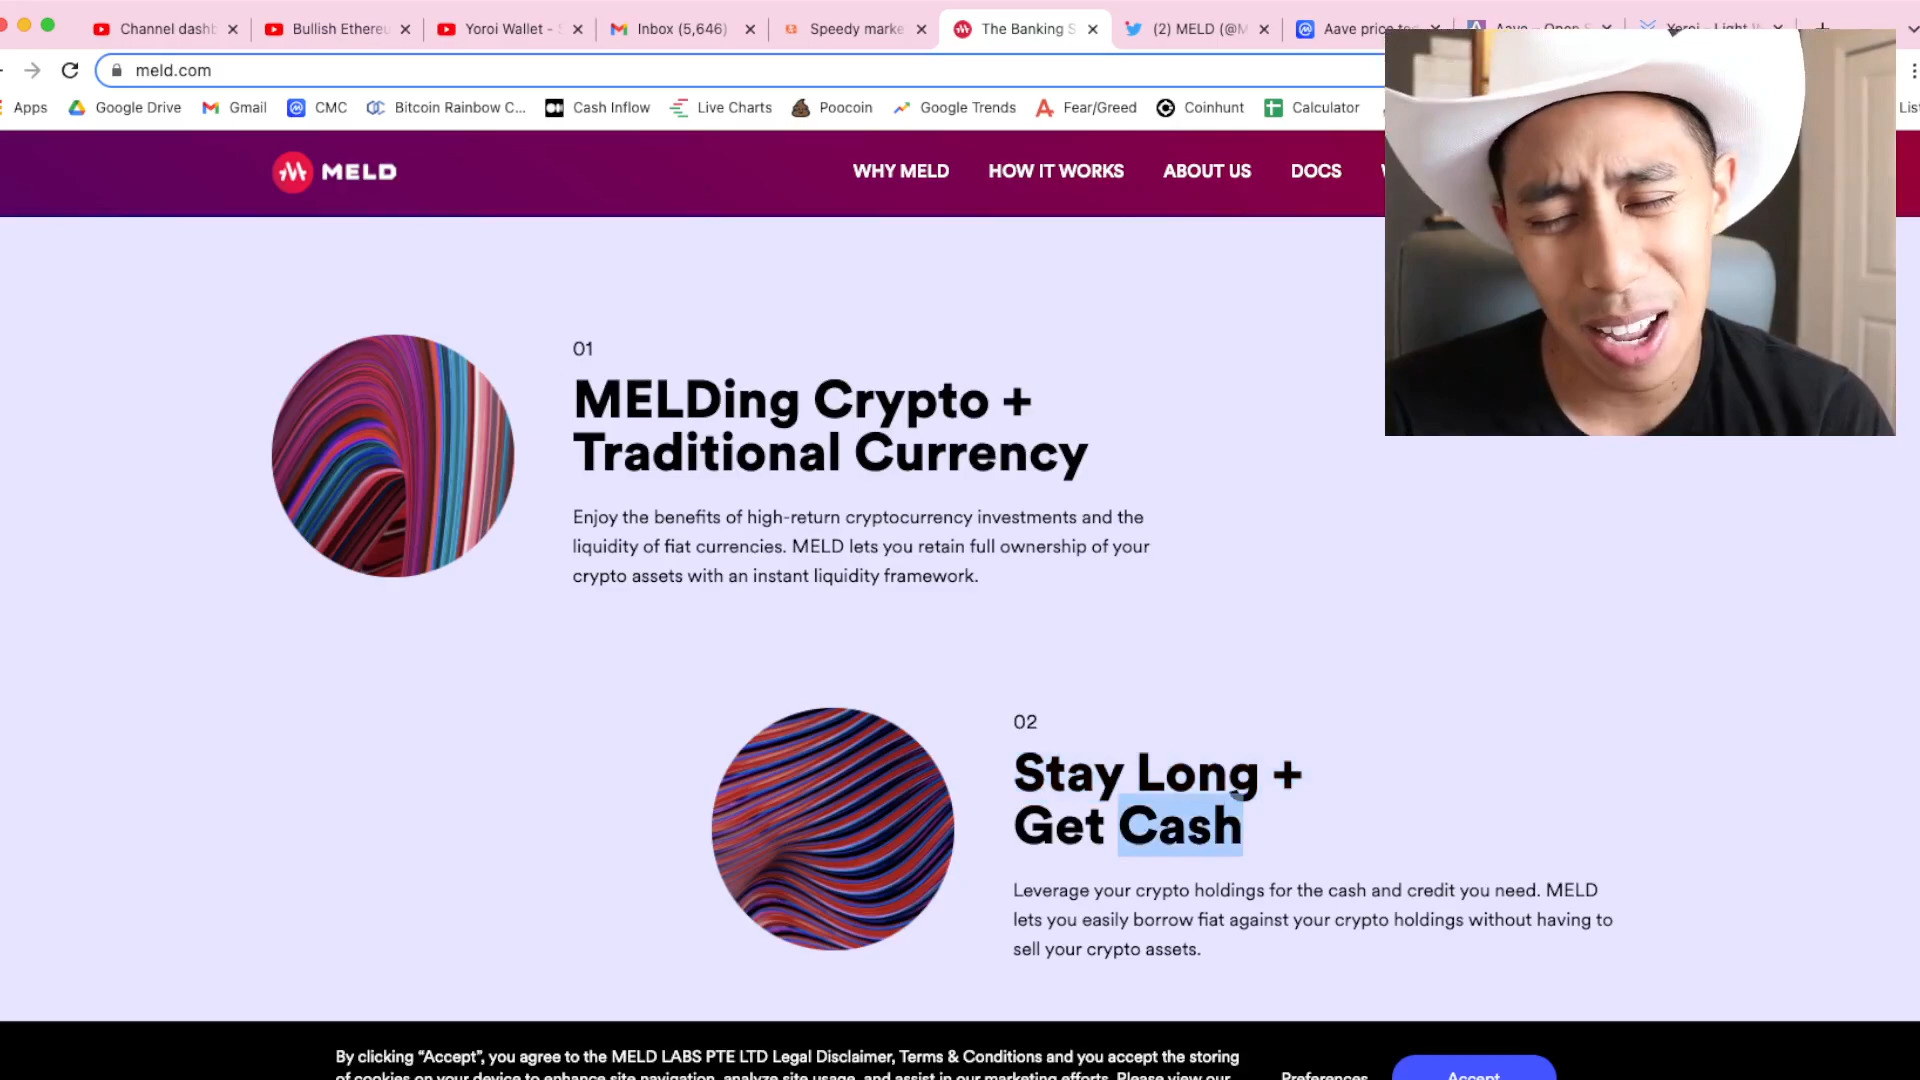 Channel dashb
Bullish Ethereu
Yoroi Wallet -
Inbox (5,646)
Speedy marke
The Banking S
(2) MELD (@M
meld.com
Apps
Google Drive
Gmail
CMC
Bitcoin Rainbow C...
Cash Inflow
Live Charts
Poocoin
Google Trends
Fear/Greed
Coinhunt
Calculator
MELD
WHY MELD
HOW IT WORKS
ABOUT US
DOCS
01
MELDing Crypto +
Traditional Currency
Enjoy the benefits of high-return cryptocurrency investments and the
liquidity of fiat currencies. MELD lets you retain full ownership of your
crypto assets with an instant liquidity framework.
02
Stay Long +
Get Cash
Leverage your crypto holdings for the cash and credit you need. MELD
lets you easily borrow fiat against your crypto holdings without having to
sell your crypto assets.
By clicking “Accept”, you agree to the MELD LABS PTE LTD Legal Disclaimer, Terms & Conditions and you accept the storing
of cookies on your device to enhance site navigation, analyze site usage, and assist in our marketing efforts. Please view our
Preferences
Accept